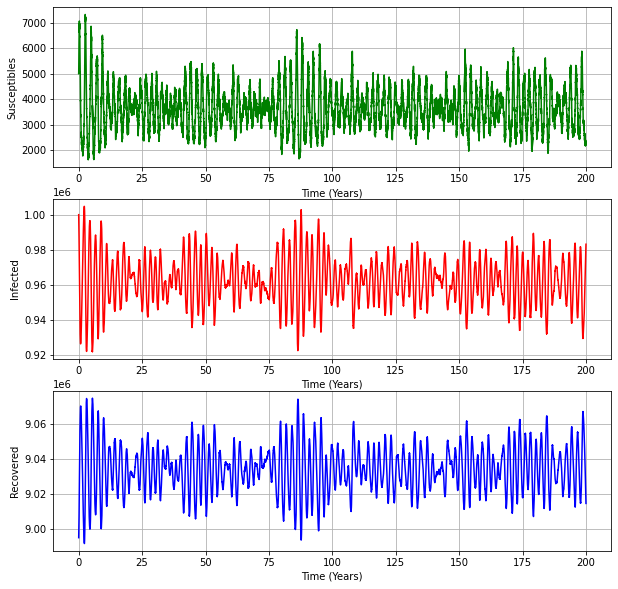 7000
6000
5000
4000
3000
2000
Susceptibles
0 25 50 75 100 125 150 175 200
Time (Years)
1e6
1.00
0.98
0.96
0.94
0.92
Infected
0 25 50 75 100 125 150 175 200
Time (Years)
1e6
9.06
9.04
9.02
9.00
Recovered
0 25 50 75 100 125 150 175 200
Time (Years)